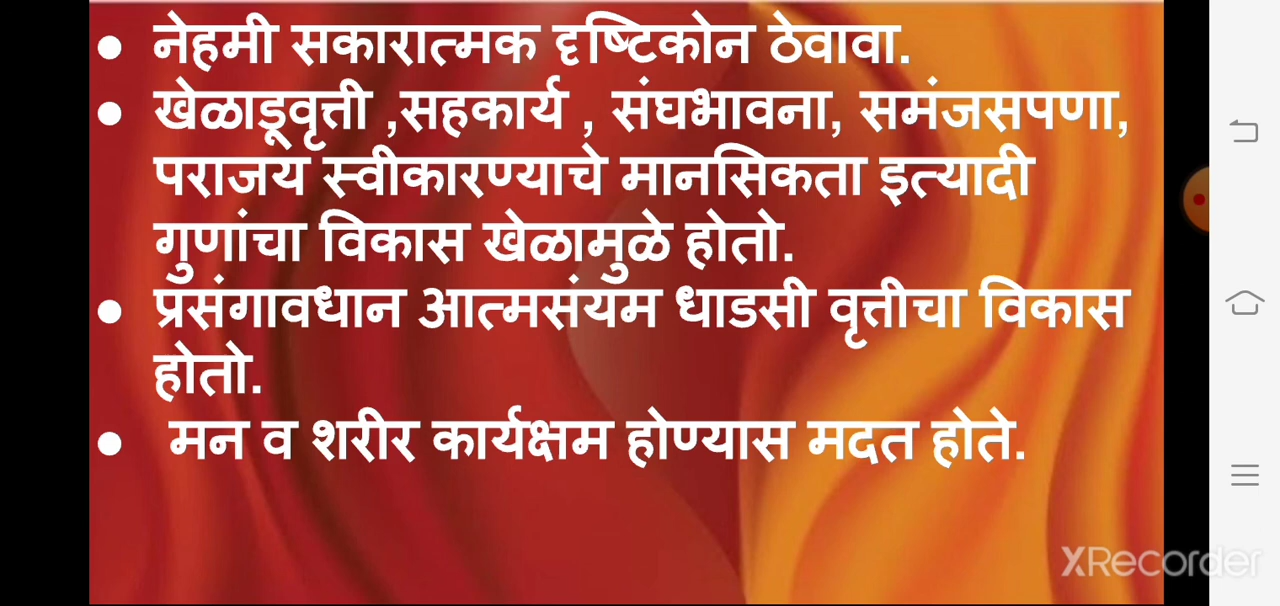 ● नेहमी सकारात्मक दृष्टिकोन ठेवावा.
● खेळाडूवृत्ती ,सहकार्य , संघभावना, समंजसपणा,
पराजय स्वीकारण्याचे मानसिकता इत्यादी
गुणांचा विकास खेळामुळे होतो.
● प्रसंगावधान आत्मसंयम धाडसी वृत्तीचा विकास
होतो.
● मन व शरीर कार्यक्षम होण्यास मदत होते.
XRecorder